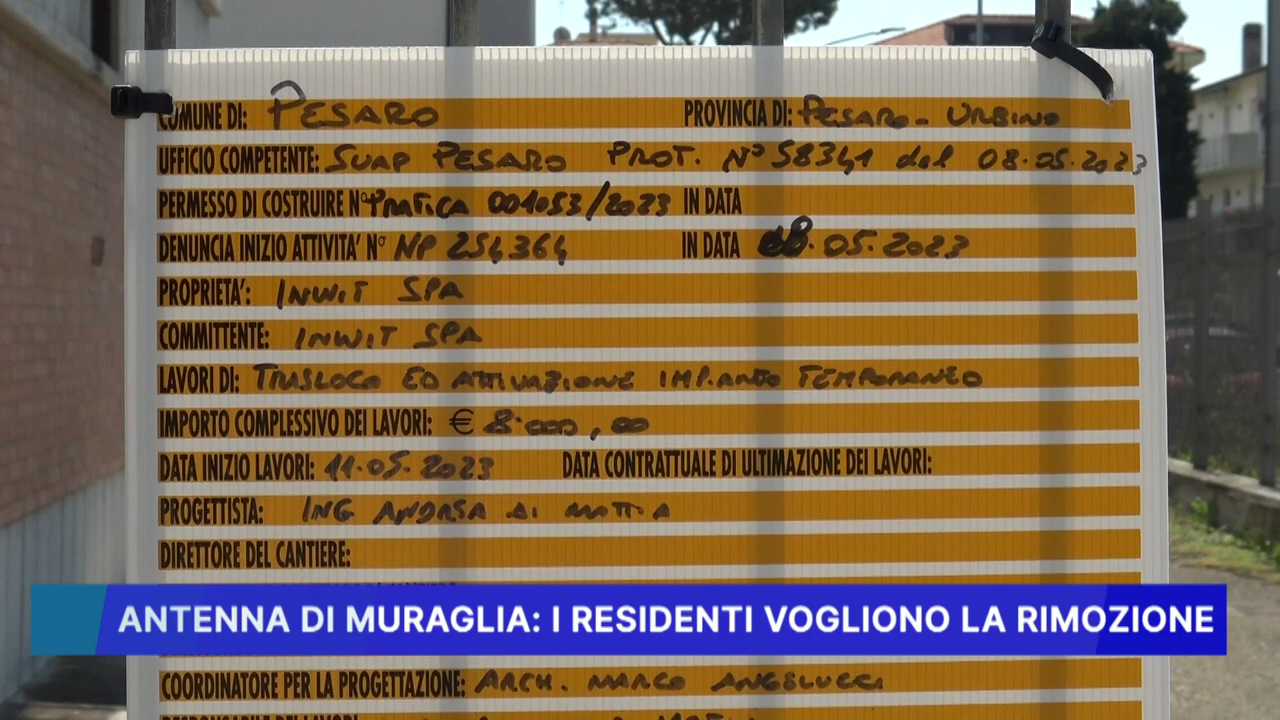 COMUNE DI: PESARO PROVINCIA DI: PESARO - URBINO
UFFICIO COMPETENTE: SUAP PESARO PROT. N° 58341 del 08.05.2023
PERMESSO DI COSTRUIRE N° PRATICA 001053/2023 IN DATA
DENUNCIA INIZIO ATTIVITA' N° NP 254364 IN DATA 08.05.2023
PROPRIETA': INWIT SPA
COMMITTENTE: INWIT SPA
LAVORI DI: TRASLOCO ED ATTIVAZIONE IMPIANTO TEMPORANEO
IMPORTO COMPLESSIVO DEI LAVORI: € 8.000,00
DATA INIZIO LAVORI: 11.05.2023 DATA CONTRATTUALE DI ULTIMAZIONE DEI LAVORI:
PROGETTISTA: ING ANDREA DI MATTIA
DIRETTORE DEL CANTIERE:
ANTENNA DI MURAGLIA: I RESIDENTI VOGLIONO LA RIMOZIONE
COORDINATORE PER LA PROGETTAZIONE: ARCH. MARCO ANGELUCCI